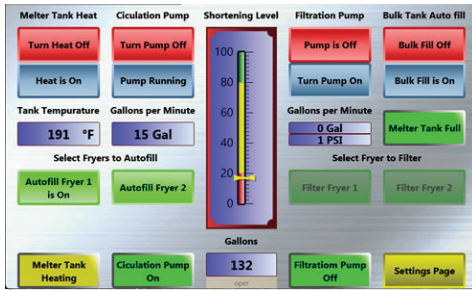 Melter Tank Heat
Ciculation Pump
Shortening Level
Filtration Pump
Bulk Tank Auto fill
Turn Heat Off
Turn Pump Off
Pump is Off
Bulk Fill Off
Heat is On
Pump Running
Turn Pump On
Bulk Fill is On
100
80
60
40
20
0
Tank Tempurature
Gallons per Minute
Gallons per Minute
191 °F
15 Gal
0 Gal
1 PSI
Melter Tank Full
Select Fryers to Autofill
Select Fryer to Filter
Autofill Fryer 1
is On
Autofill Fryer 2
Filter Fryer 1
Filter Fryer 2
Gallons
132
oper
Melter Tank
Heating
Ciculation Pump
On
Filtratiom Pump
Off
Settings Page